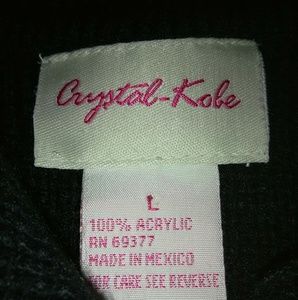 Crystal-Kobe
L
100% ACRYLIC
RN 69377
MADE IN MEXICO
FOR CARE SEE REVERSE